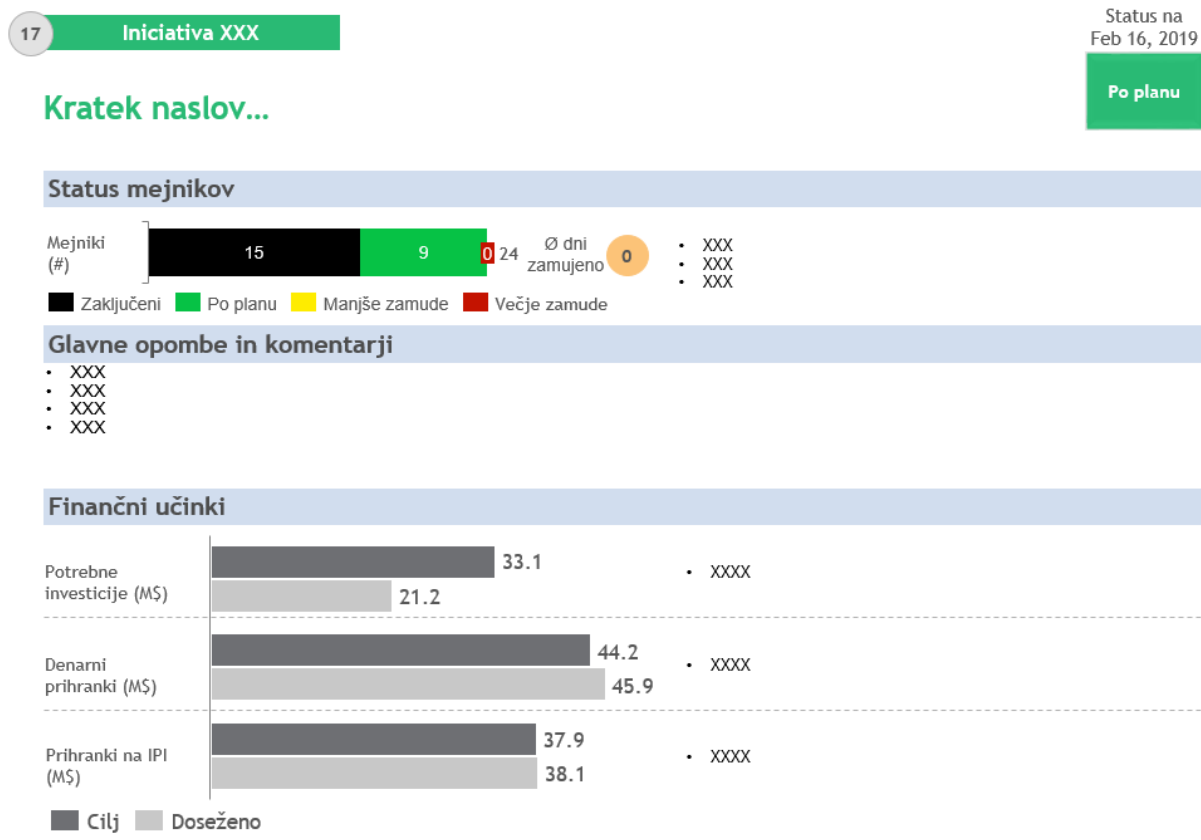 17
Iniciativa XXX
Status na
Feb 16, 2019
Po planu
Kratek naslov...
Status mejnikov
Mejniki
(#)
15
9
0
24
Ø dni
zamujeno
0
• XXX
• XXX
• XXX
Zaključeni
Po planu
Manjše zamude
Večje zamude
Glavne opombe in komentarji
• XXX
• XXX
• XXX
• XXX
Finančni učinki
Potrebne
investicije (M$)
33.1
21.2
• XXXX
Denarni
prihranki (M$)
44.2
45.9
• XXXX
Prihranki na IPI
(M$)
37.9
38.1
• XXXX
Cilj
Doseženo